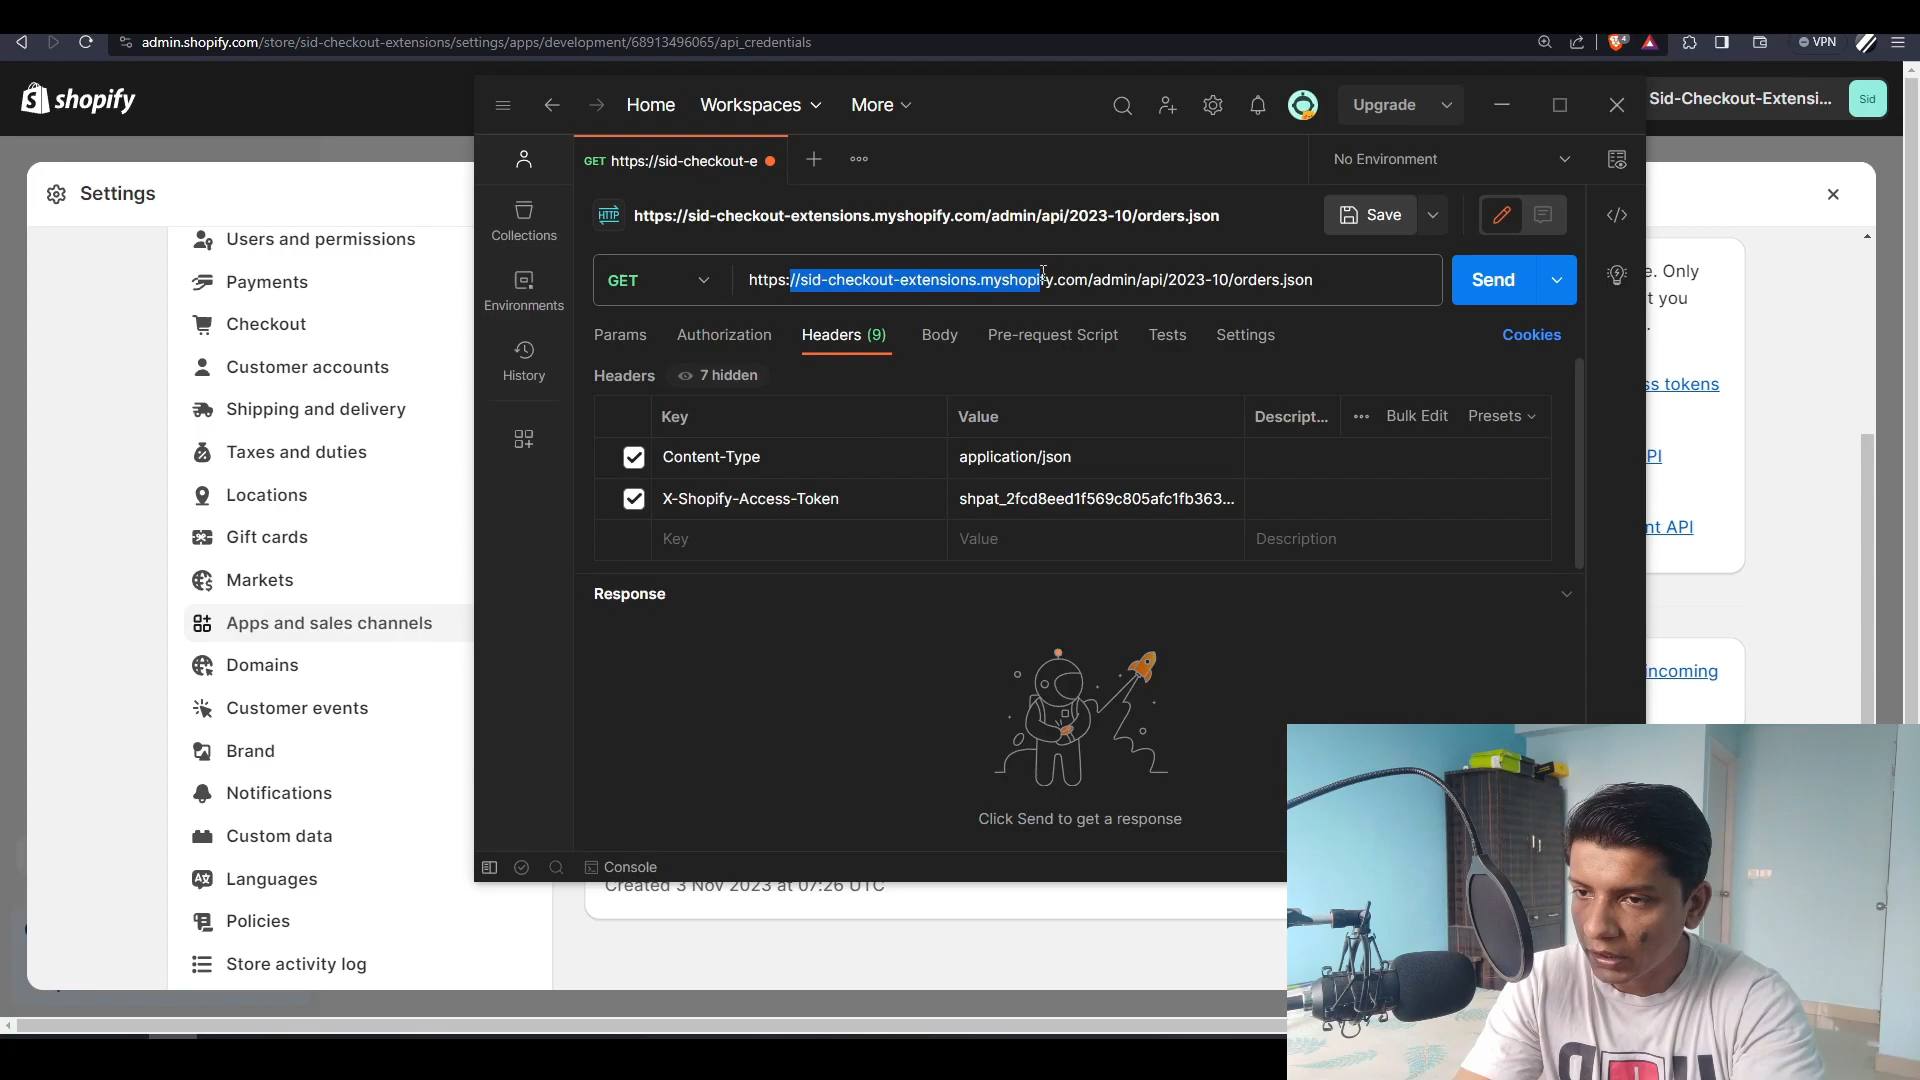 admin.shopify.com/store/sid-checkout-extensions/settings/apps/development/68913496065/api_credentials
4
VPN
shopify
Sid-Checkout-Extensi...
Sid
Home
Workspaces
More
Upgrade
GET https://sid-checkout-e
No Environment
HTTP
https://sid-checkout-extensions.myshopify.com/admin/api/2023-10/orders.json
Save
GET
https://sid-checkout-extensions.myshopify.com/admin/api/2023-10/orders.json
Send
Params
Authorization
Headers (9)
Body
Pre-request Script
Tests
Settings
Cookies
Headers
7 hidden
Key
Value
Descript...
Bulk Edit
Presets
Content-Type
application/json
X-Shopify-Access-Token
shpat_2fcd8eed1f569c805afc1fb363...
Key
Value
Description
Response
Click Send to get a response
Console
Collections
Environments
History
Settings
Users and permissions
Payments
Checkout
Customer accounts
Shipping and delivery
Taxes and duties
Locations
Gift cards
Markets
Apps and sales channels
Domains
Customer events
Brand
Notifications
Custom data
Languages
Policies
Store activity log
e. Only
t you
ss tokens
PI
nt API
incoming
Created 3 Nov 2023 at 07:26 UTC